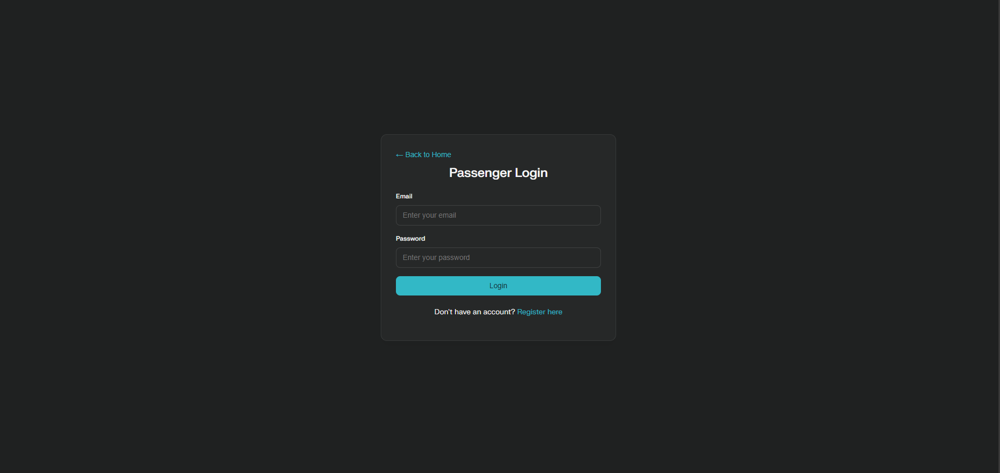 ← Back to Home
Passenger Login
Email
Enter your email
Password
Enter your password
Login
Don't have an account? Register here